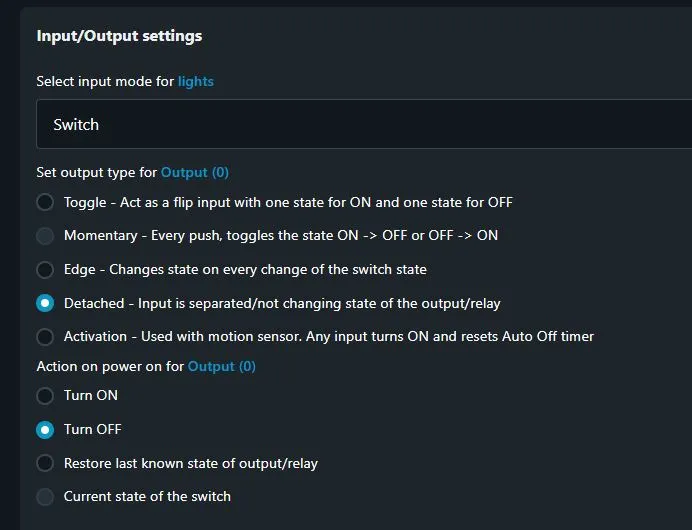 Input/Output settings
Select input mode for lights
Switch
Set output type for Output (0)
Toggle - Act as a flip input with one state for ON and one state for OFF
Momentary - Every push, toggles the state ON -> OFF or OFF -> ON
Edge - Changes state on every change of the switch state
Detached - Input is separated/not changing state of the output/relay
Activation - Used with motion sensor. Any input turns ON and resets Auto Off timer
Action on power on for Output (0)
Turn ON
Turn OFF
Restore last known state of output/relay
Current state of the switch